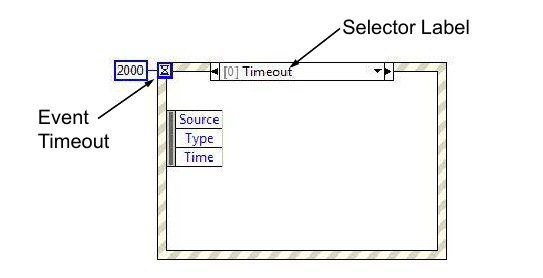 Selector Label
2000
[0] Timeout
Event
Timeout
Source
Type
Time